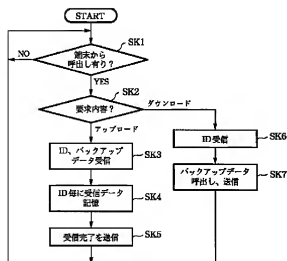 START
SK1
端末から
呼出し有り?
NO
YES
SK2
要求内容?
ダウンロード
アップロード
ID、バックアップ
データ受信
SK3
ID受信
SK6
バックアップデータ
呼出し、送信
SK7
ID毎に受信データ
記憶
SK4
受信完了を送信
SK5